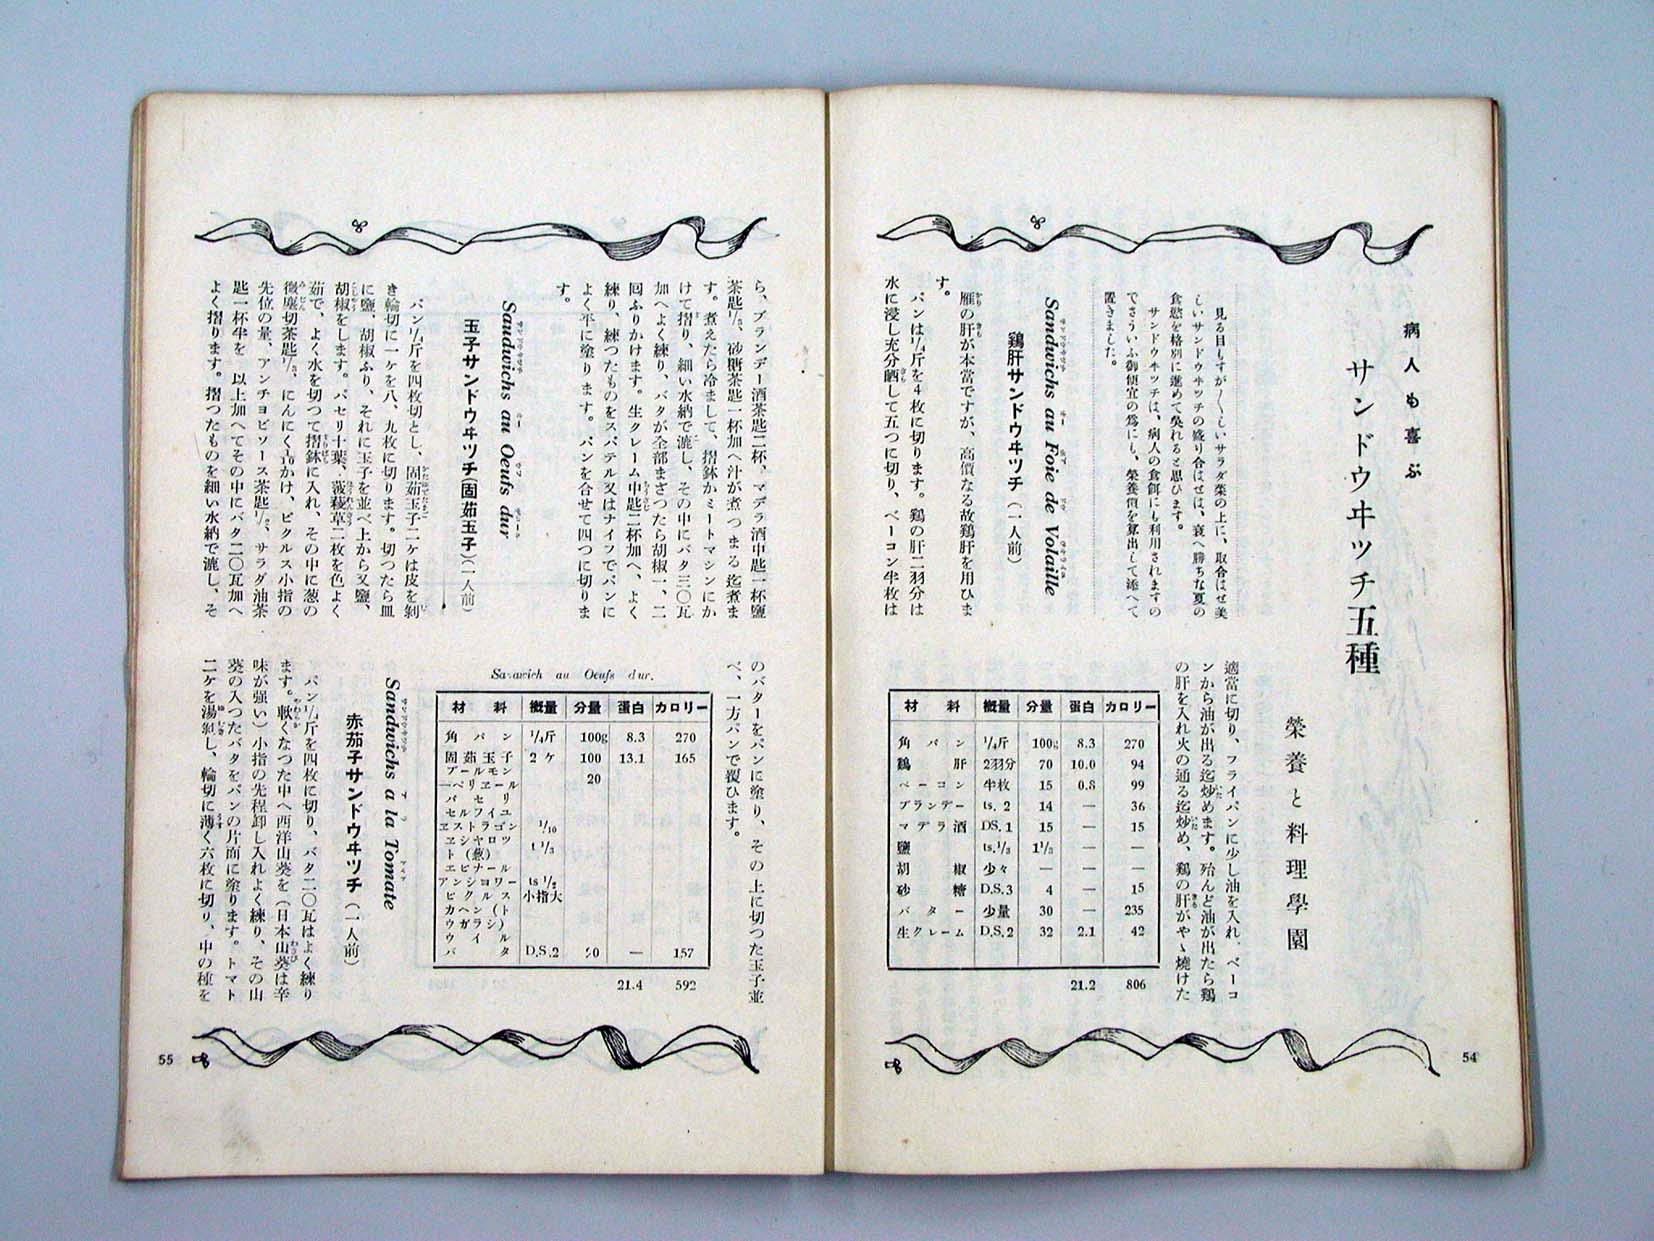 病人も喜ぶ
サンドウヰッチ五種
榮養と料理學園
見る目もすが〲しいサラダ菜の上に、取合はせ美
しいサンドウヰッチの盛り合はせは、衰へ勝ちな夏の
食慾を格別に進めて吳れると思ひます。
サンドウヰッチは、病人の食餌にも利用されますの
でさういふ御便宜の爲にも、榮養價を算出して添へて
置きました。
Sandwichs au Foie de Volaille
鷄肝サンドウヰッチ(一人前)
雁の肝が本當ですが、高價なる故鷄肝を用ひま
す。
パンは¼斤を4枚に切ります。鷄の肝二羽分は
水に浸し充分晒して五つに切り、ベーコン半枚は
適當に切り、フライパンに少し油を入れ、ベーコ
ンから油が出る迄炒めます。殆んど油が出たら鷄
の肝を入れ火の通る迄炒め、鷄の肝がやゝ燒けた
材料 概量 分量 蛋白 カロリー
角パン ¼斤 100g 8.3 270
鷄肝 2羽分 70 10.0 94
ベーコン 半枚 15 0.8 99
ブランデー ts. 2 14 — 36
マデラ酒 DS. 1 15 — 15
鹽 ts. ⅓ 1⅓ —
胡椒 少々 — —
砂糖 D.S. 3 4 — 15
バター 少量 30 — 235
生クレーム D.S. 2 32 2.1 42
21.2 806
54
ら、ブランデー酒茶匙二杯、マデラ酒中匙一杯鹽
茶匙⅓、砂糖茶匙一杯加へ汁が煮つまる迄煮ま
す。煮えたら冷まして、摺鉢かミートマシンにか
けて摺り、細い水納で漉し、その中にバタ三〇瓦
加へよく練り、バタが全部まざつたら胡椒一、二
囘ふりかけます。生クレーム中匙二杯加へ、よく
練り、練つたものをスパテル又はナイフでパンに
よく平に塗ります。パンを合せて四つに切りま
す。
Sandwichs au Oeufs dur
玉子サンドウヰッチ(固茹玉子)(一人前)
パン¼斤を四枚切とし、固茹玉子二ケは皮を剝
き輪切に一ケを八、九枚に切ります。切つたら皿
に鹽、胡椒ふり、それに玉子を並べ上から又鹽、
胡椒をします。パセリ十葉、菠薐草二枚を色よく
茹で、よく水を切つて摺鉢に入れ、その中に葱の
微塵切茶匙⅓、にんにく⅒かけ、ピクルス小指の
先位の量、アンチョビソース茶匙½、サラダ油茶
匙一杯半を以上加へてその中にバタ二〇瓦加へ
よく摺ります。摺つたものを細い水納で漉し、そ
のバターをパンに塗り、その上に切つた玉子並
べ、一方パンで覆ひます。
Sandwich au Oeufs dur.
材料 概量 分量 蛋白 カロリー
角パン ¼斤 100g 8.3 270
固茹玉子 2ケ 100 13.1 165
20
⅒
t ⅓
ts ½
小指大
バタ D.S. 2 20 — 157
21.4 592
Sandwichs a la Tomate
赤茄子サンドウヰッチ(一人前)
パン¼斤を四枚に切り、バタ二〇瓦はよく練り
ます。軟くなつた中へ西洋山葵を(日本山葵は辛
味が强い)小指の先程卸し入れよく練り、その山
葵の入つたバタをパンの片面に塗ります。トマト
二ケを湯剝し、輪切に薄く六枚に切り、中の種を
55